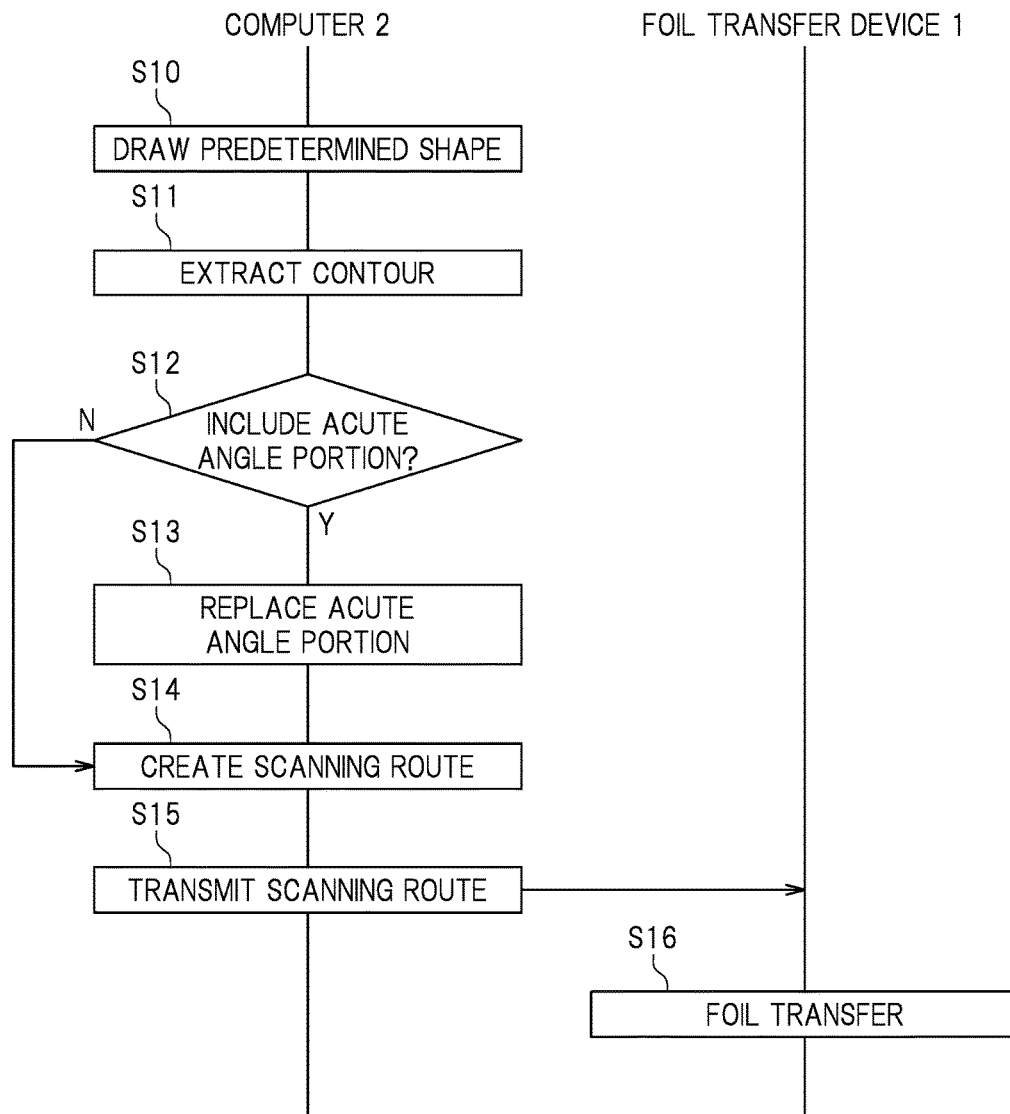 COMPUTER 2
FOIL TRANSFER DEVICE 1
S10
DRAW PREDETERMINED SHAPE
S11
EXTRACT CONTOUR
S12
N
INCLUDE ACUTE
ANGLE PORTION?
Y
S13
REPLACE ACUTE
ANGLE PORTION
S14
CREATE SCANNING ROUTE
S15
TRANSMIT SCANNING ROUTE
S16
FOIL TRANSFER